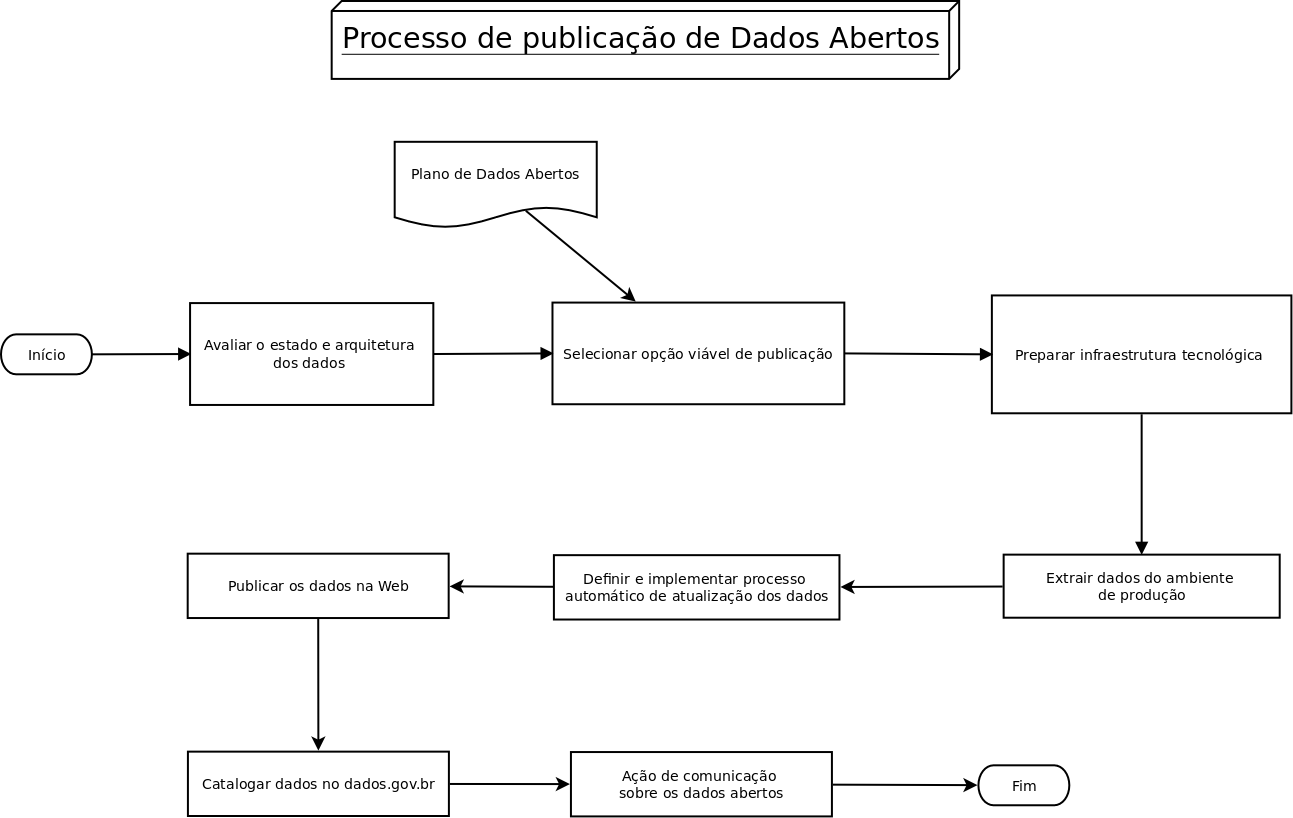 Processo de publicação de Dados Abertos
Plano de Dados Abertos
Início
Avaliar o estado e arquitetura
dos dados
Selecionar opção viável de publicação
Preparar infraestrutura tecnológica
Extrair dados do ambiente
de produção
Definir e implementar processo
automático de atualização dos dados
Publicar os dados na Web
Catalogar dados no dados.gov.br
Ação de comunicação
sobre os dados abertos
Fim